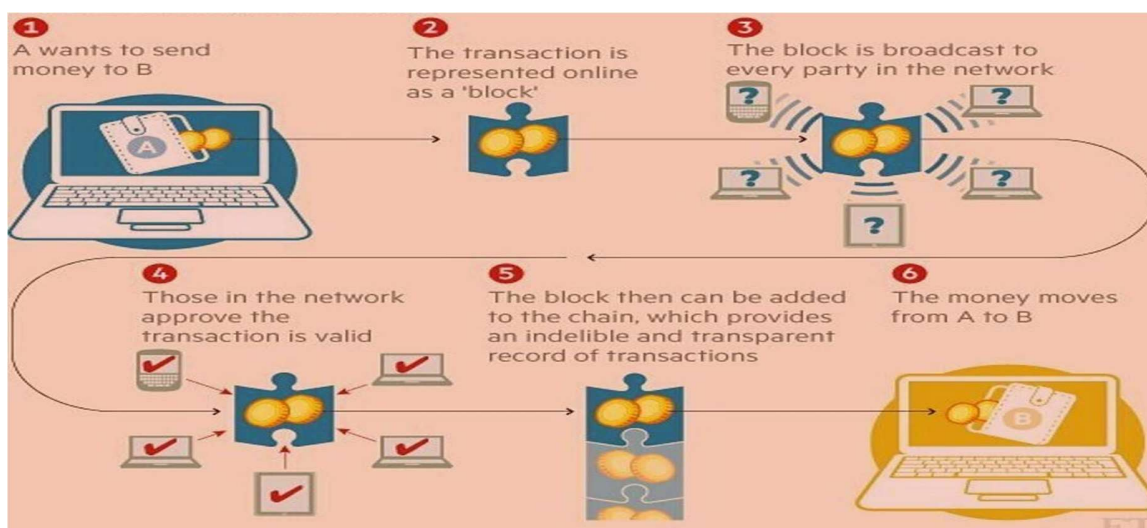 1
A wants to send
money to B
A
2
The transaction is
represented online
as a 'block'
3
The block is broadcast to
every party in the network
?
?
?
?
?
4
Those in the network
approve the
transaction is valid
5
The block then can be added
to the chain, which provides
an indelible and transparent
record of transactions
6
The money moves
from A to B
B